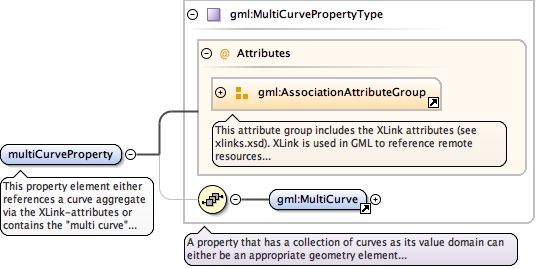 gml:MultiCurvePropertyType
@ Attributes
gml:AssociationAttributeGroup
This attribute group includes the XLink attributes (see
xlinks.xsd). XLink is used in GML to reference remote
resources...
multiCurveProperty
This property element either
references a curve aggregate
via the XLink-attributes or
contains the "multi curve"...
gml:MultiCurve
A property that has a collection of curves as its value domain can
either be an appropriate geometry element...